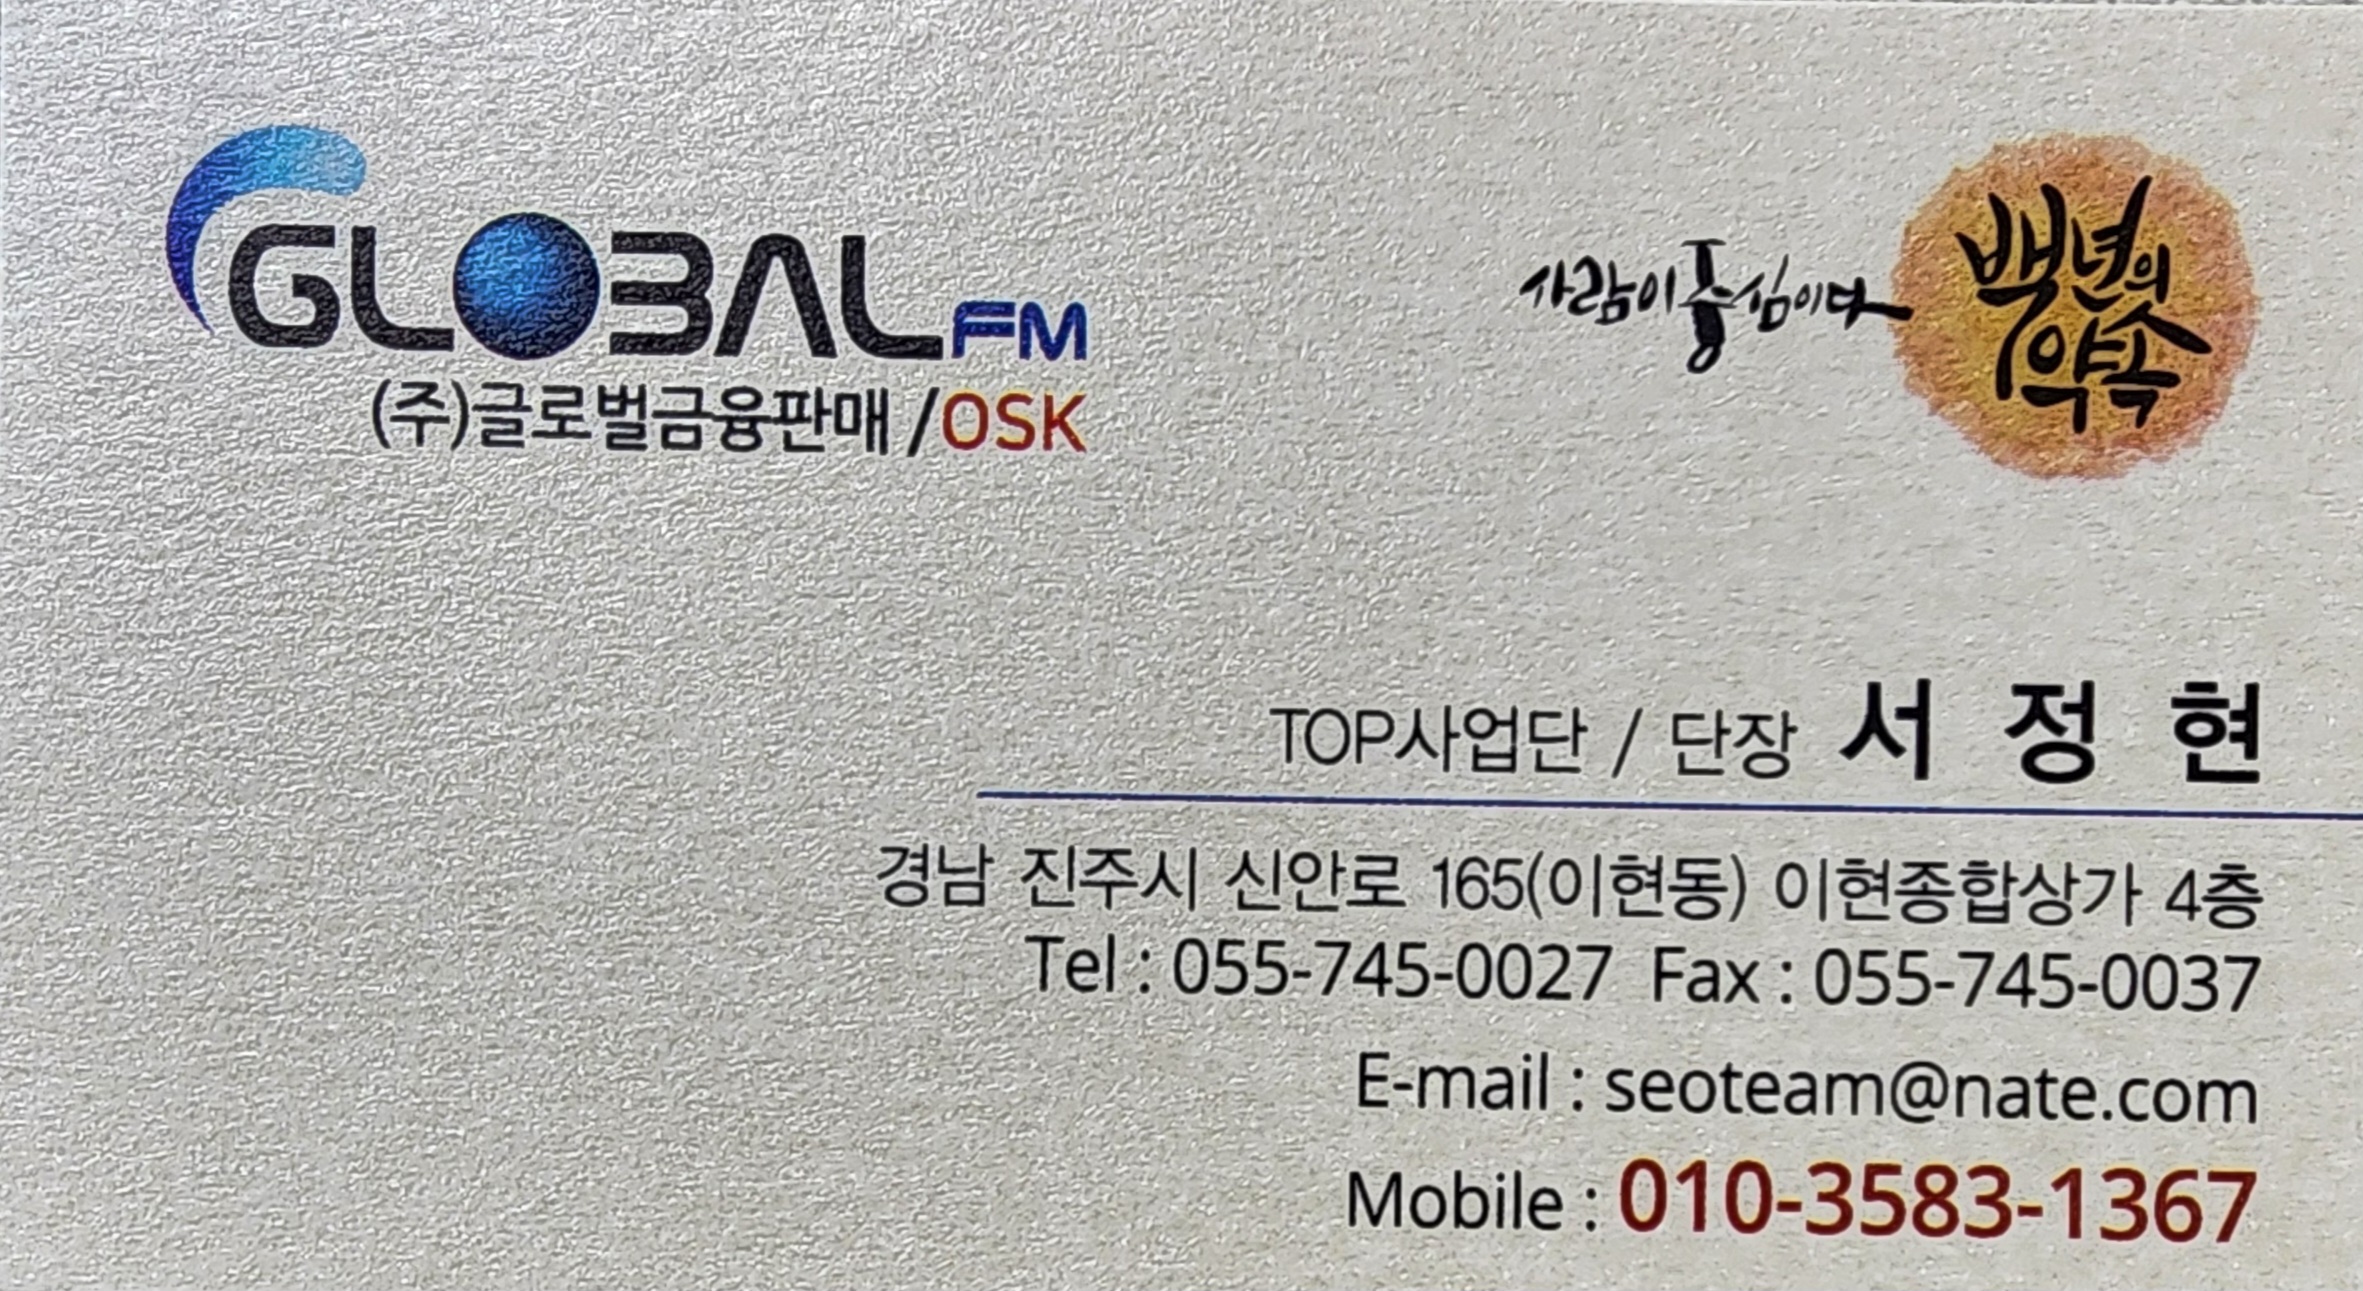 GLOBAL FM
(주)글로벌금융판매 /OSK
사람이 중심이다
백년의
약속
TOP사업단 / 단장 서 정 현
경남 진주시 신안로 165(이현동) 이현종합상가 4층
Tel : 055-745-0027 Fax : 055-745-0037
E-mail : seoteam@nate.com
Mobile : 010-3583-1367